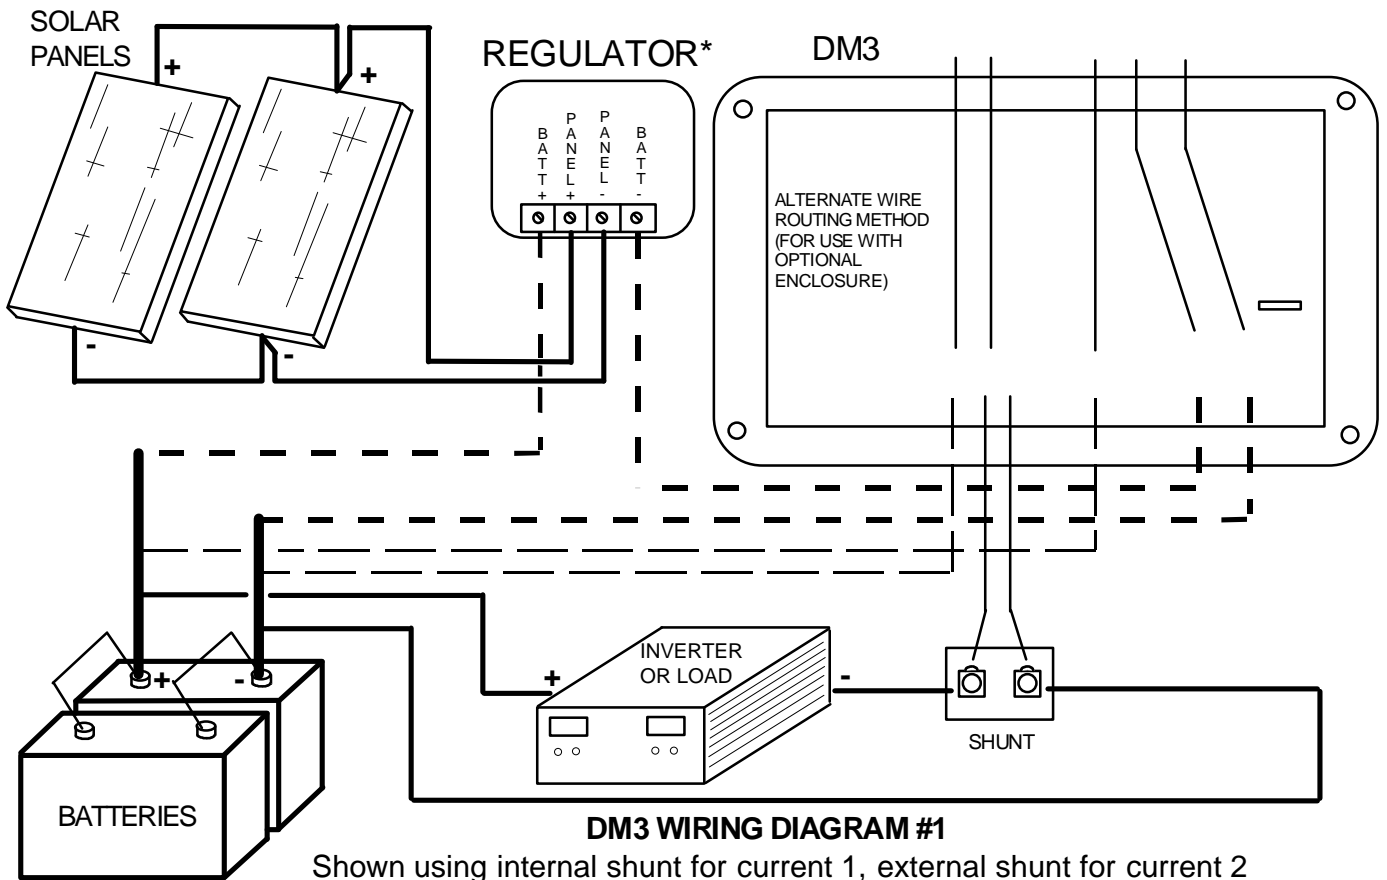 SOLAR
PANELS
+
+
-
-
REGULATOR*
BATT+
PANEL+
PANEL-
BATT-
DM3
ALTERNATE WIRE
ROUTING METHOD
(FOR USE WITH
OPTIONAL
ENCLOSURE)
+
-
BATTERIES
INVERTER
OR LOAD
+
-
SHUNT
DM3 WIRING DIAGRAM #1
Shown using internal shunt for current 1, external shunt for current 2